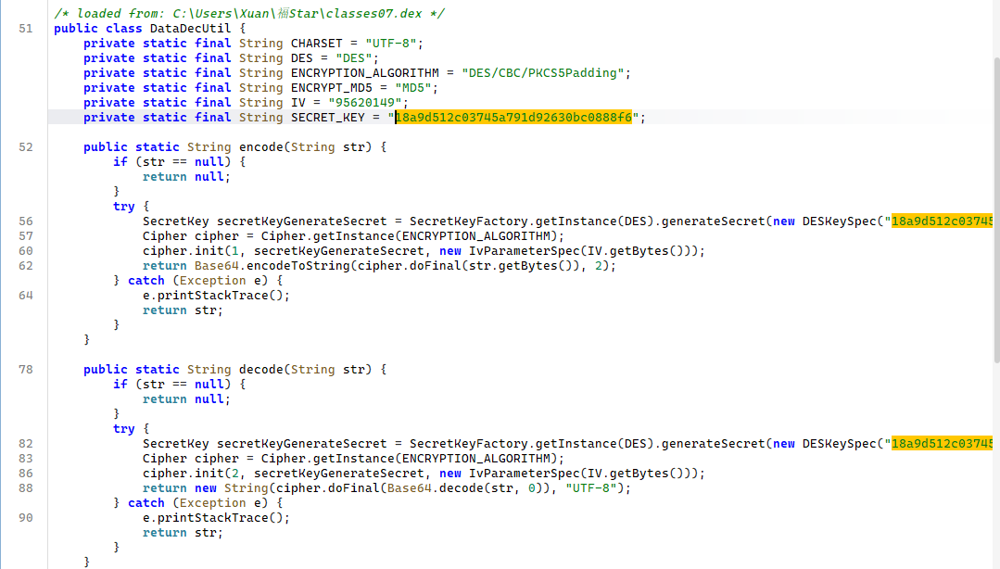 /* loaded from: C:\Users\Xuan\福Star\classes07.dex */
51 public class DataDecUtil {
private static final String CHARSET = "UTF-8";
private static final String DES = "DES";
private static final String ENCRYPTION_ALGORITHM = "DES/CBC/PKCS5Padding";
private static final String ENCRYPT_MD5 = "MD5";
private static final String IV = "95620149";
private static final String SECRET_KEY = "18a9d512c03745a791d92630bc0888f6";
52 public static String encode(String str) {
if (str == null) {
return null;
}
try {
56 SecretKey secretKeyGenerateSecret = SecretKeyFactory.getInstance(DES).generateSecret(new DESKeySpec("18a9d512c03745
57 Cipher cipher = Cipher.getInstance(ENCRYPTION_ALGORITHM);
60 cipher.init(1, secretKeyGenerateSecret, new IvParameterSpec(IV.getBytes()));
62 return Base64.encodeToString(cipher.doFinal(str.getBytes()), 2);
} catch (Exception e) {
64 e.printStackTrace();
return str;
}
}
78 public static String decode(String str) {
if (str == null) {
return null;
}
try {
82 SecretKey secretKeyGenerateSecret = SecretKeyFactory.getInstance(DES).generateSecret(new DESKeySpec("18a9d512c03745
83 Cipher cipher = Cipher.getInstance(ENCRYPTION_ALGORITHM);
86 cipher.init(2, secretKeyGenerateSecret, new IvParameterSpec(IV.getBytes()));
88 return new String(cipher.doFinal(Base64.decode(str, 0)), "UTF-8");
} catch (Exception e) {
90 e.printStackTrace();
return str;
}
}